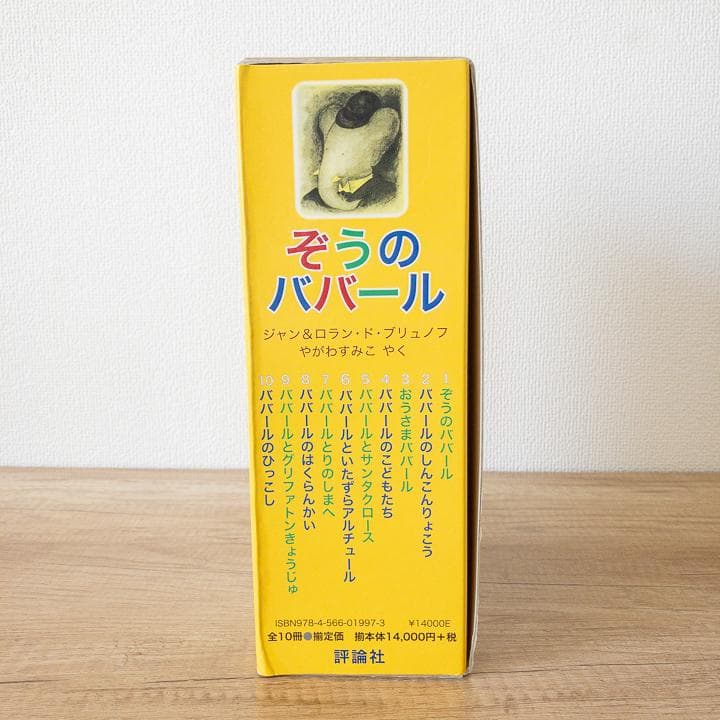 ぞうの
ババール
ジャン&ロラン・ド・ブリュノフ
やがわすみこ やく
1 ぞうのババール
2 ババールのしんこんりょこう
3 おうさまババール
4 ババールのこどもたち
5 ババールとサンタクロース
6 ババールといたずらアルチュール
7 ババールとりのしまへ
8 ババールのはくらんかい
9 ババールとグリファトンきょうじゅ
10 ババールのひっこし
ISBN978-4-566-01997-3 ¥14000E
全10冊●揃定価 揃本体14,000円+税
評論社